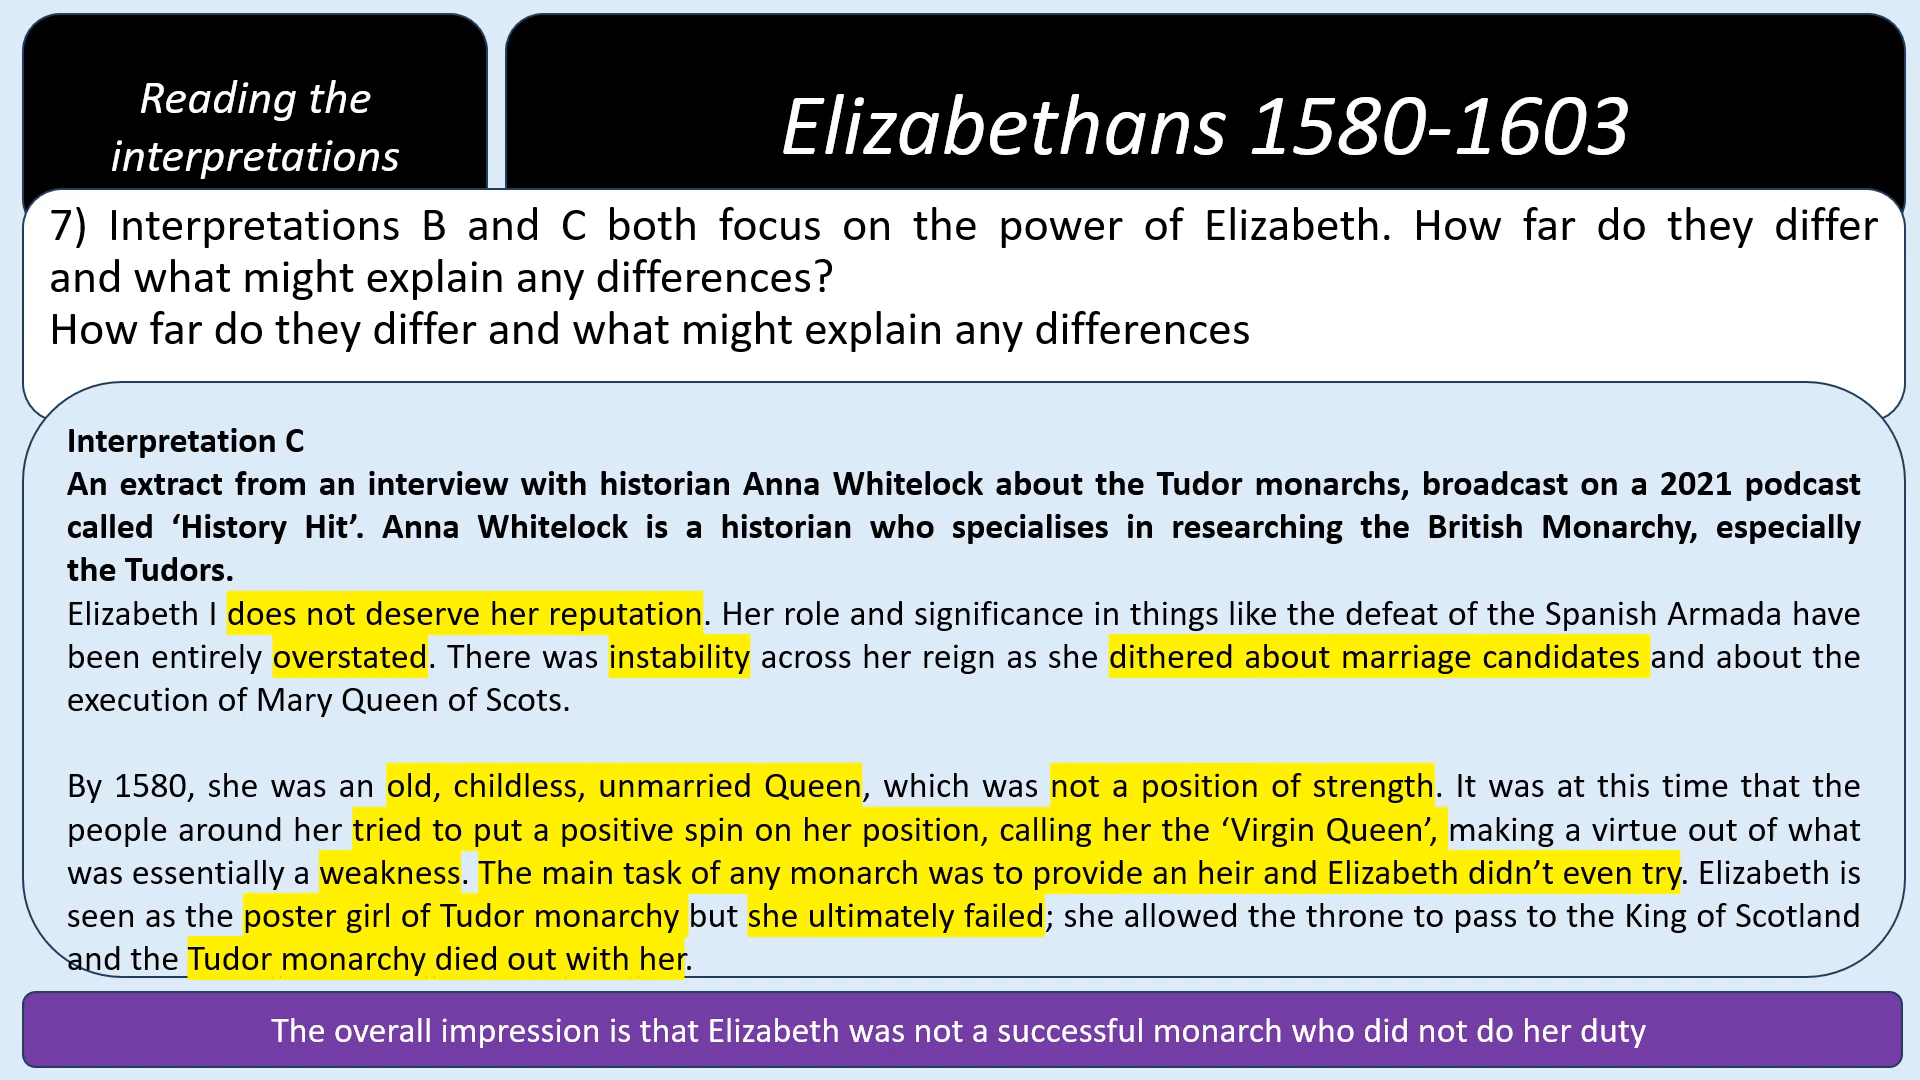 Reading the
interpretations
Elizabethans 1580-1603
7) Interpretations B and C both focus on the power of Elizabeth. How far do they differ
and what might explain any differences?
How far do they differ and what might explain any differences
Interpretation C
An extract from an interview with historian Anna Whitelock about the Tudor monarchs, broadcast on a 2021 podcast
called ‘History Hit’. Anna Whitelock is a historian who specialises in researching the British Monarchy, especially
the Tudors.
Elizabeth I does not deserve her reputation. Her role and significance in things like the defeat of the Spanish Armada have
been entirely overstated. There was instability across her reign as she dithered about marriage candidates and about the
execution of Mary Queen of Scots.
By 1580, she was an old, childless, unmarried Queen, which was not a position of strength. It was at this time that the
people around her tried to put a positive spin on her position, calling her the ‘Virgin Queen’, making a virtue out of what
was essentially a weakness. The main task of any monarch was to provide an heir and Elizabeth didn’t even try. Elizabeth is
seen as the poster girl of Tudor monarchy but she ultimately failed; she allowed the throne to pass to the King of Scotland
and the Tudor monarchy died out with her.
The overall impression is that Elizabeth was not a successful monarch who did not do her duty